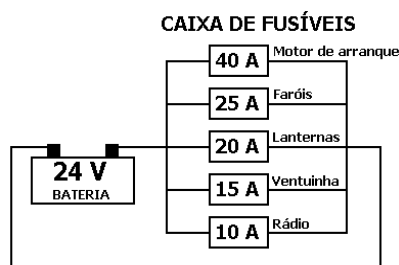 CAIXA DE FUSÍVEIS
40 A Motor de arranque
25 A Faróis
20 A Lanternas
24 V
BATERIA
15 A Ventuinha
10 A Rádio